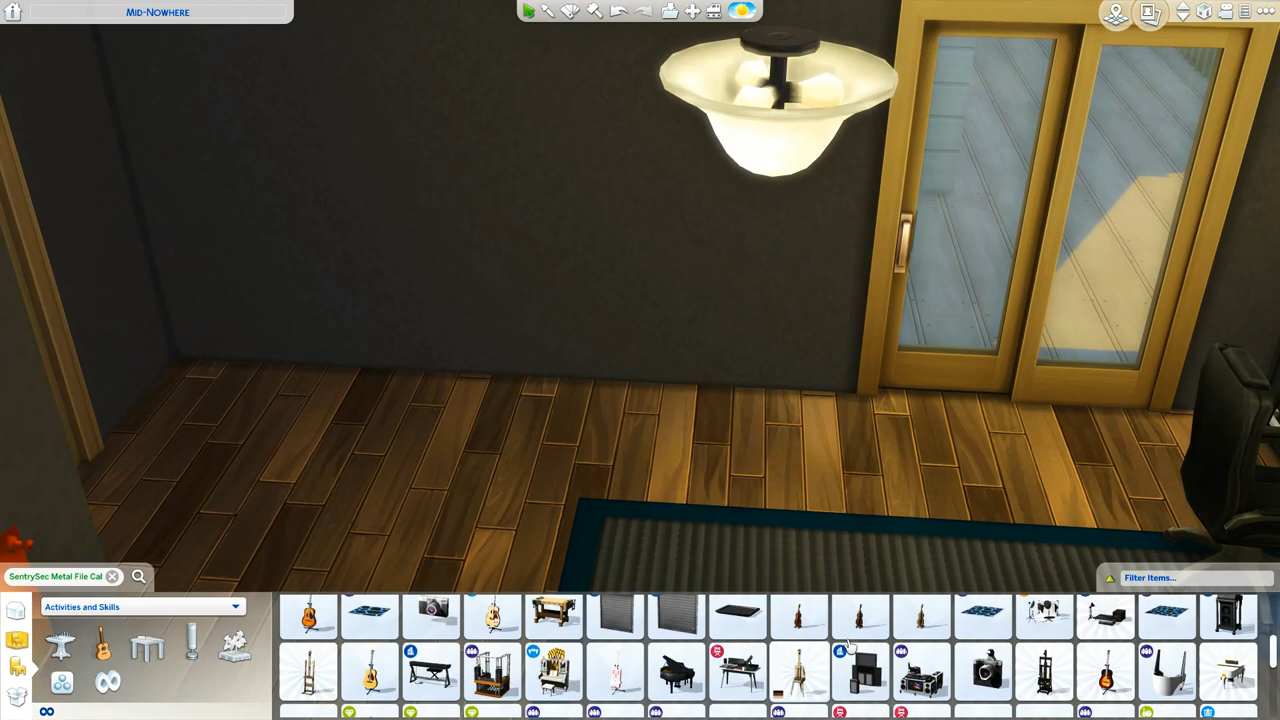 Mid-Nowhere
SentrySec Metal File Cal
Filter Items...
Activities and Skills